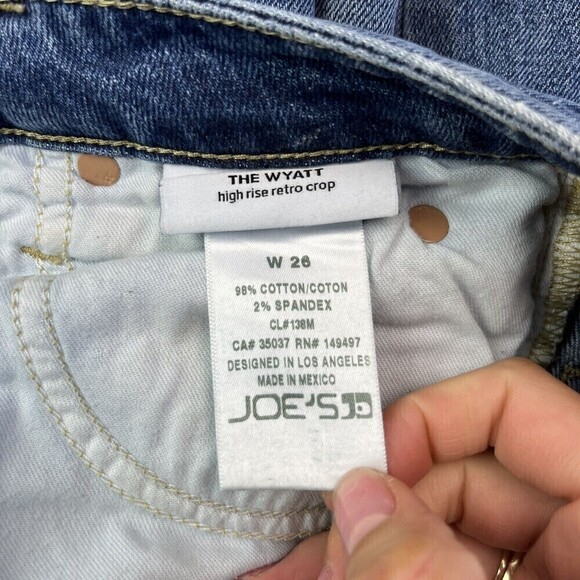 THE WYATT
high rise retro crop
W 26
98% COTTON/COTON
2% SPANDEX
CL#138M
CA# 35037 RN# 149497
DESIGNED IN LOS ANGELES
MADE IN MEXICO
JOE'S